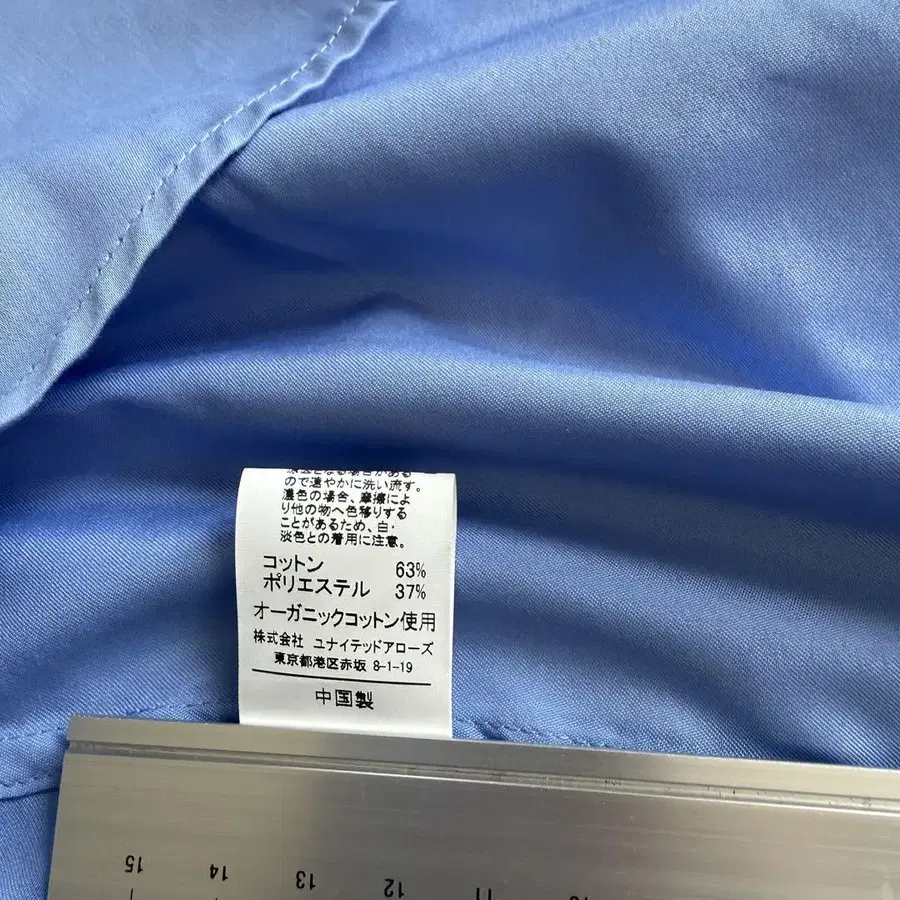 ので速やかに洗い流す。
濃色の場合、摩擦によ
り他の物へ色移りする
ことがあるため、白・
淡色との着用に注意。
コットン 63%
ポリエステル 37%
オーガニックコットン使用
株式会社 ユナイテッドアローズ
東京都港区赤坂 8-1-19
中国製
15 14 13 12 11